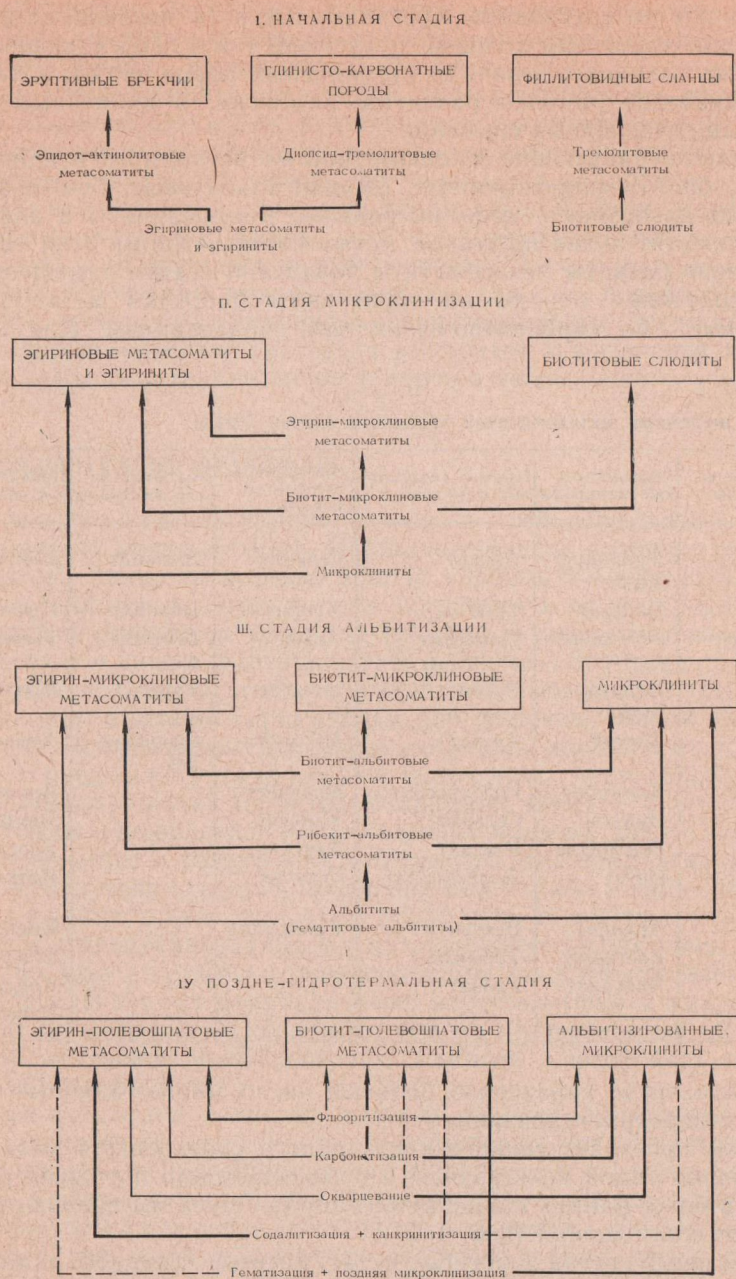 I. НАЧАЛЬНАЯ СТАДИЯ
ЭРУПТИВНЫЕ БРЕКЧИИ
ГЛИНИСТО-КАРБОНАТНЫЕ
ПОРОДЫ
ФИЛЛИТОВИДНЫЕ СЛАНЦЫ
Эпидот-актинолитовые
метасоматиты
Диопсид-тремолитовые
метасоматиты
Тремолитовые
метасоматиты
Эгириновые метасоматиты
и эгириниты
Биотитовые слюдиты
П. СТАДИЯ МИКРОКЛИНИЗАЦИИ
ЭГИРИНОВЫЕ МЕТАСОМАТИТЫ
И ЭГИРИНИТЫ
БИОТИТОВЫЕ СЛЮДИТЫ
Эгирин-микроклиновые
метасоматиты
Биотит-микроклиновые
метасоматиты
Микроклиниты
Ш. СТАДИЯ АЛЬБИТИЗАЦИИ
ЭГИРИН-МИКРОКЛИНОВЫЕ
МЕТАСОМАТИТЫ
БИОТИТ-МИКРОКЛИНОВЫЕ
МЕТАСОМАТИТЫ
МИКРОКЛИНИТЫ
Биотит-альбитовые
метасоматиты
Рибекит-альбитовые
метасоматиты
Альбититы
(гематитовые альбититы)
IУ ПОЗДНЕ-ГИДРОТЕРМАЛЬНАЯ СТАДИЯ
ЭГИРИН-ПОЛЕВОШПАТОВЫЕ
МЕТАСОМАТИТЫ
БИОТИТ-ПОЛЕВОШПАТОВЫЕ
МЕТАСОМАТИТЫ
АЛЬБИТИЗИРОВАННЫЕ
МИКРОКЛИНИТЫ
Флюоритизация
Карбонатизация
Окварцевание
Содалитизация + канкринитизация
Гематизация + поздняя микроклинизация